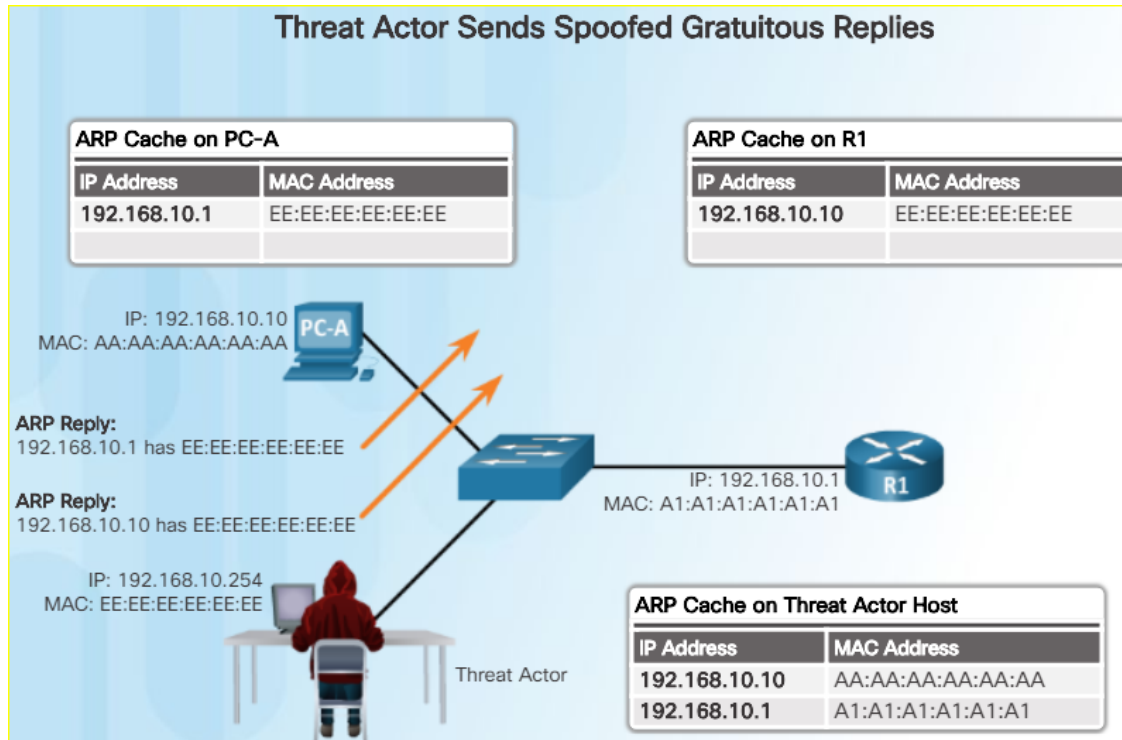 Threat Actor Sends Spoofed Gratuitous Replies
ARP Cache on PC-A
IP Address MAC Address
192.168.10.1 EE:EE:EE:EE:EE:EE
ARP Cache on R1
IP Address MAC Address
192.168.10.10 EE:EE:EE:EE:EE:EE
IP: 192.168.10.10
MAC: AA:AA:AA:AA:AA:AA
PC-A
ARP Reply:
192.168.10.1 has EE:EE:EE:EE:EE:EE
ARP Reply:
192.168.10.10 has EE:EE:EE:EE:EE:EE
IP: 192.168.10.1
MAC: A1:A1:A1:A1:A1:A1
R1
IP: 192.168.10.254
MAC: EE:EE:EE:EE:EE:EE
Threat Actor
ARP Cache on Threat Actor Host
IP Address MAC Address
192.168.10.10 AA:AA:AA:AA:AA:AA
192.168.10.1 A1:A1:A1:A1:A1:A1